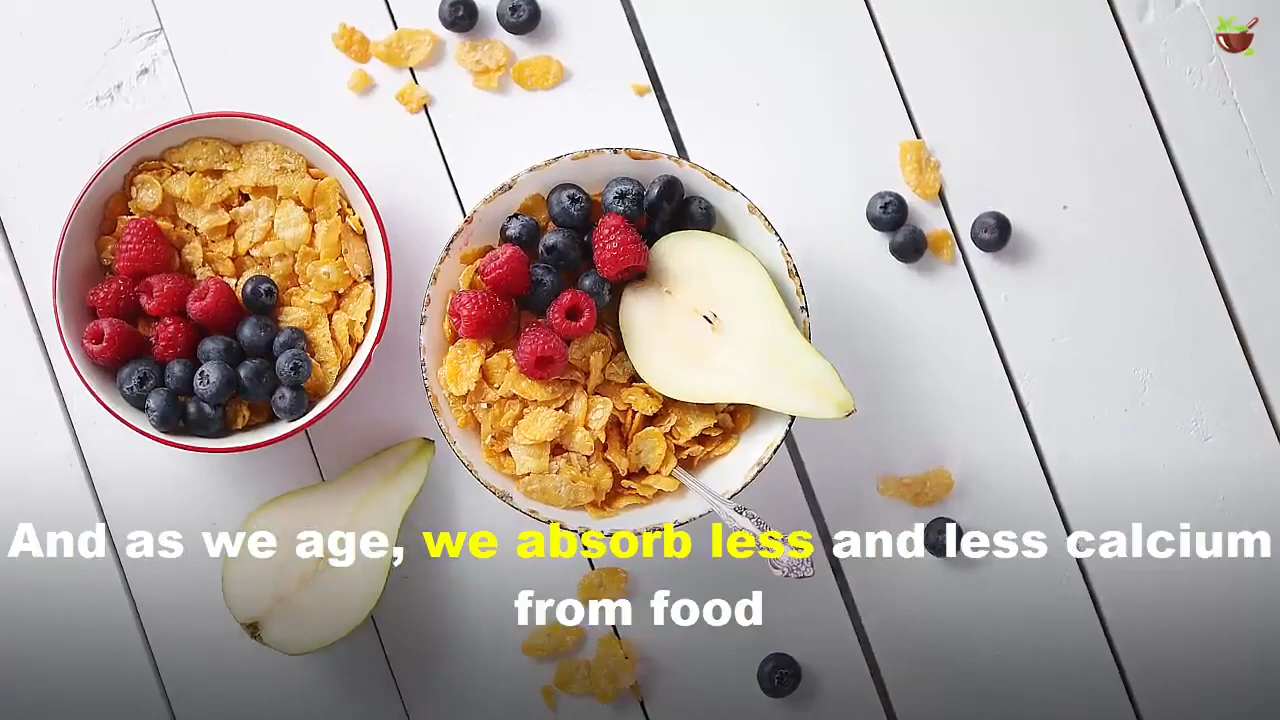 And as we age, we absorb less and less calcium
from food